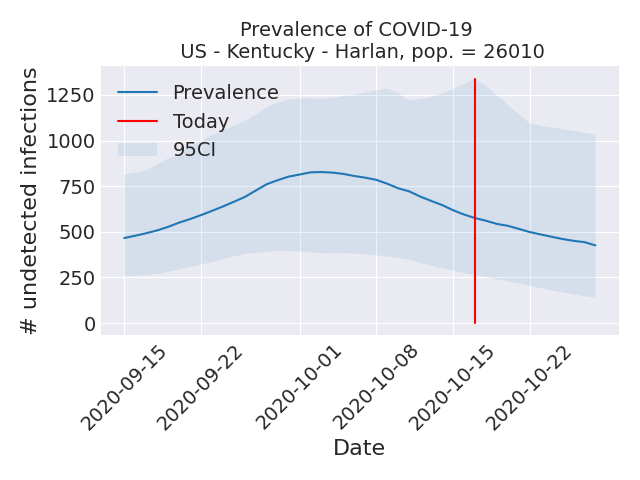 Prevalence of COVID-19
US - Kentucky - Harlan, pop. = 26010
# undetected infections
1250
1000
750
500
250
0
Prevalence
Today
95CI
2020-09-15
2020-09-22
2020-10-01
2020-10-08
2020-10-15
2020-10-22
Date